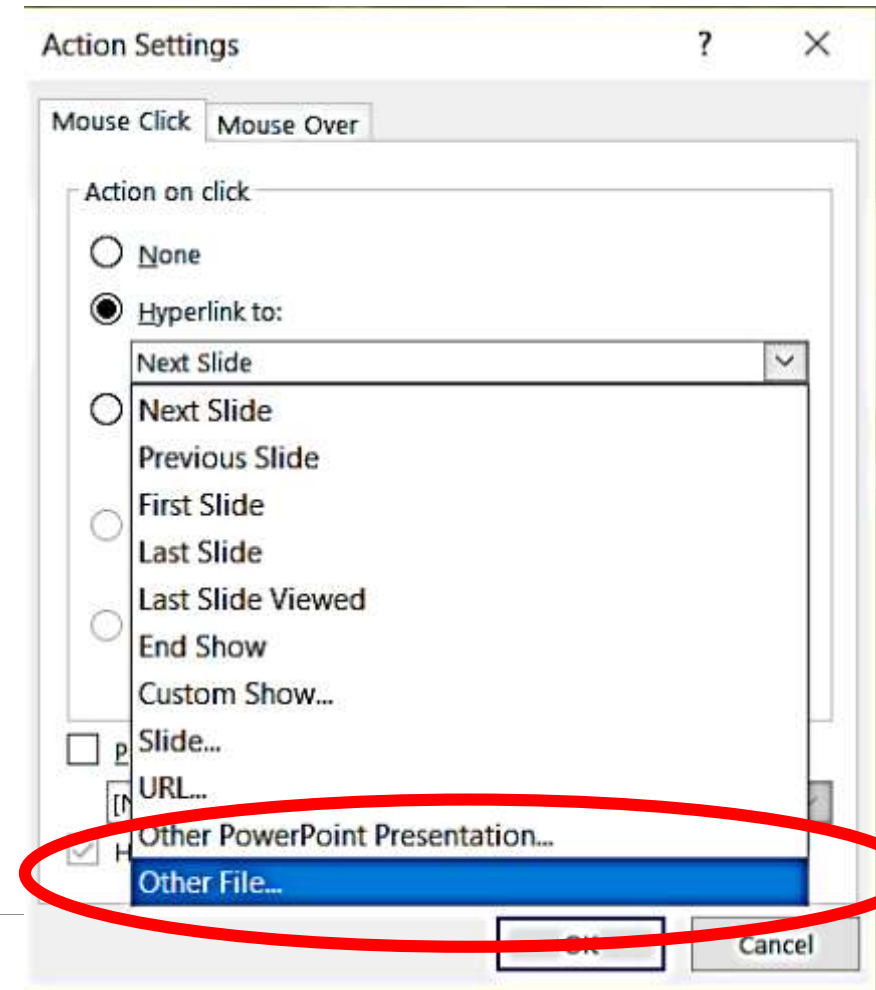 Action Settings ? ×
Mouse Click Mouse Over
Action on click
None
Hyperlink to:
Next Slide
Next Slide
Previous Slide
First Slide
Last Slide
Last Slide Viewed
End Show
Custom Show...
Slide...
P
URL...
[N
Other PowerPoint Presentation...
H
Other File...
OK Cancel